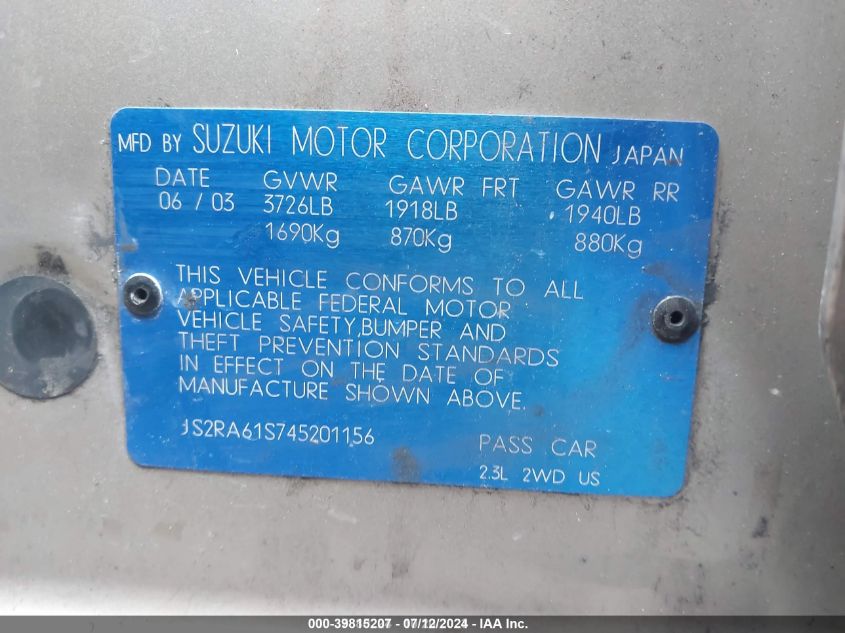 MFD BY SUZUKI MOTOR CORPORATION JAPAN
DATE GVWR GAWR FRT GAWR RR
06 / 03 3726LB 1918LB 1940LB
1690Kg 870Kg 880Kg
THIS VEHICLE CONFORMS TO ALL
APPLICABLE FEDERAL MOTOR
VEHICLE SAFETY,BUMPER AND
THEFT PREVENTION STANDARDS
IN EFFECT ON THE DATE OF
MANUFACTURE SHOWN ABOVE.
JS2RA61S745201156 PASS CAR
2.3L 2WD US
000-39815207 - 07/12/2024 - IAA Inc.